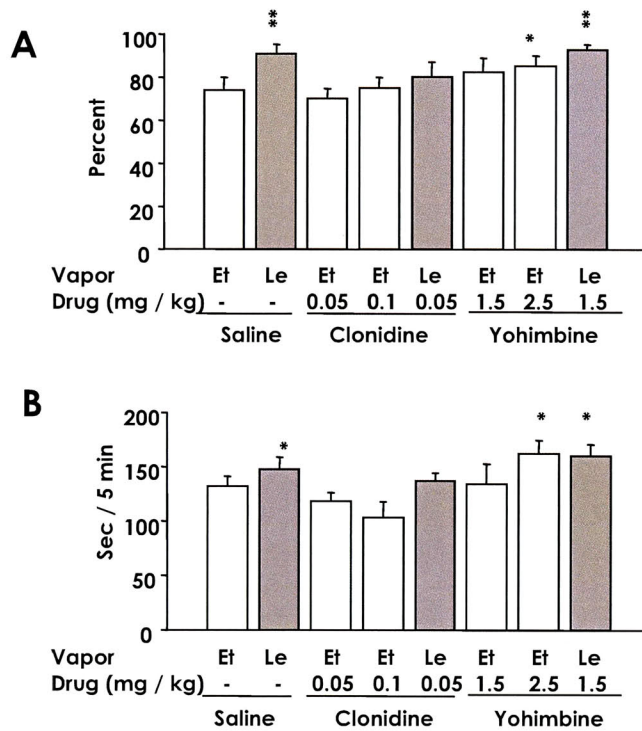 A
Percent
100
80
60
40
20
0
** * **
Vapor Et Le Et Et Le Et Et Le
Drug (mg / kg) - - 0.05 0.1 0.05 1.5 2.5 1.5
Saline Clonidine Yohimbine
B
Sec / 5 min
200
150
100
50
0
* * *
Vapor Et Le Et Et Le Et Et Le
Drug (mg / kg) - - 0.05 0.1 0.05 1.5 2.5 1.5
Saline Clonidine Yohimbine